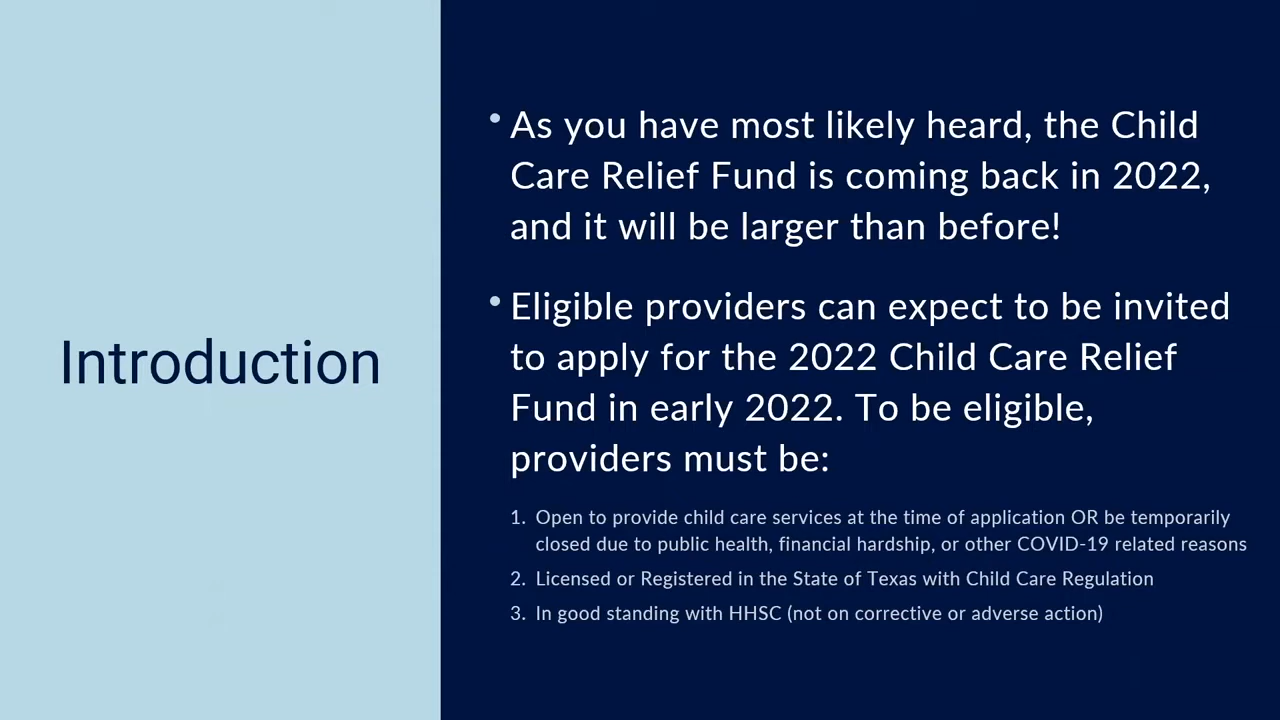 Introduction
• As you have most likely heard, the Child
Care Relief Fund is coming back in 2022,
and it will be larger than before!
• Eligible providers can expect to be invited
to apply for the 2022 Child Care Relief
Fund in early 2022. To be eligible,
providers must be:
1. Open to provide child care services at the time of application OR be temporarily
closed due to public health, financial hardship, or other COVID-19 related reasons
2. Licensed or Registered in the State of Texas with Child Care Regulation
3. In good standing with HHSC (not on corrective or adverse action)